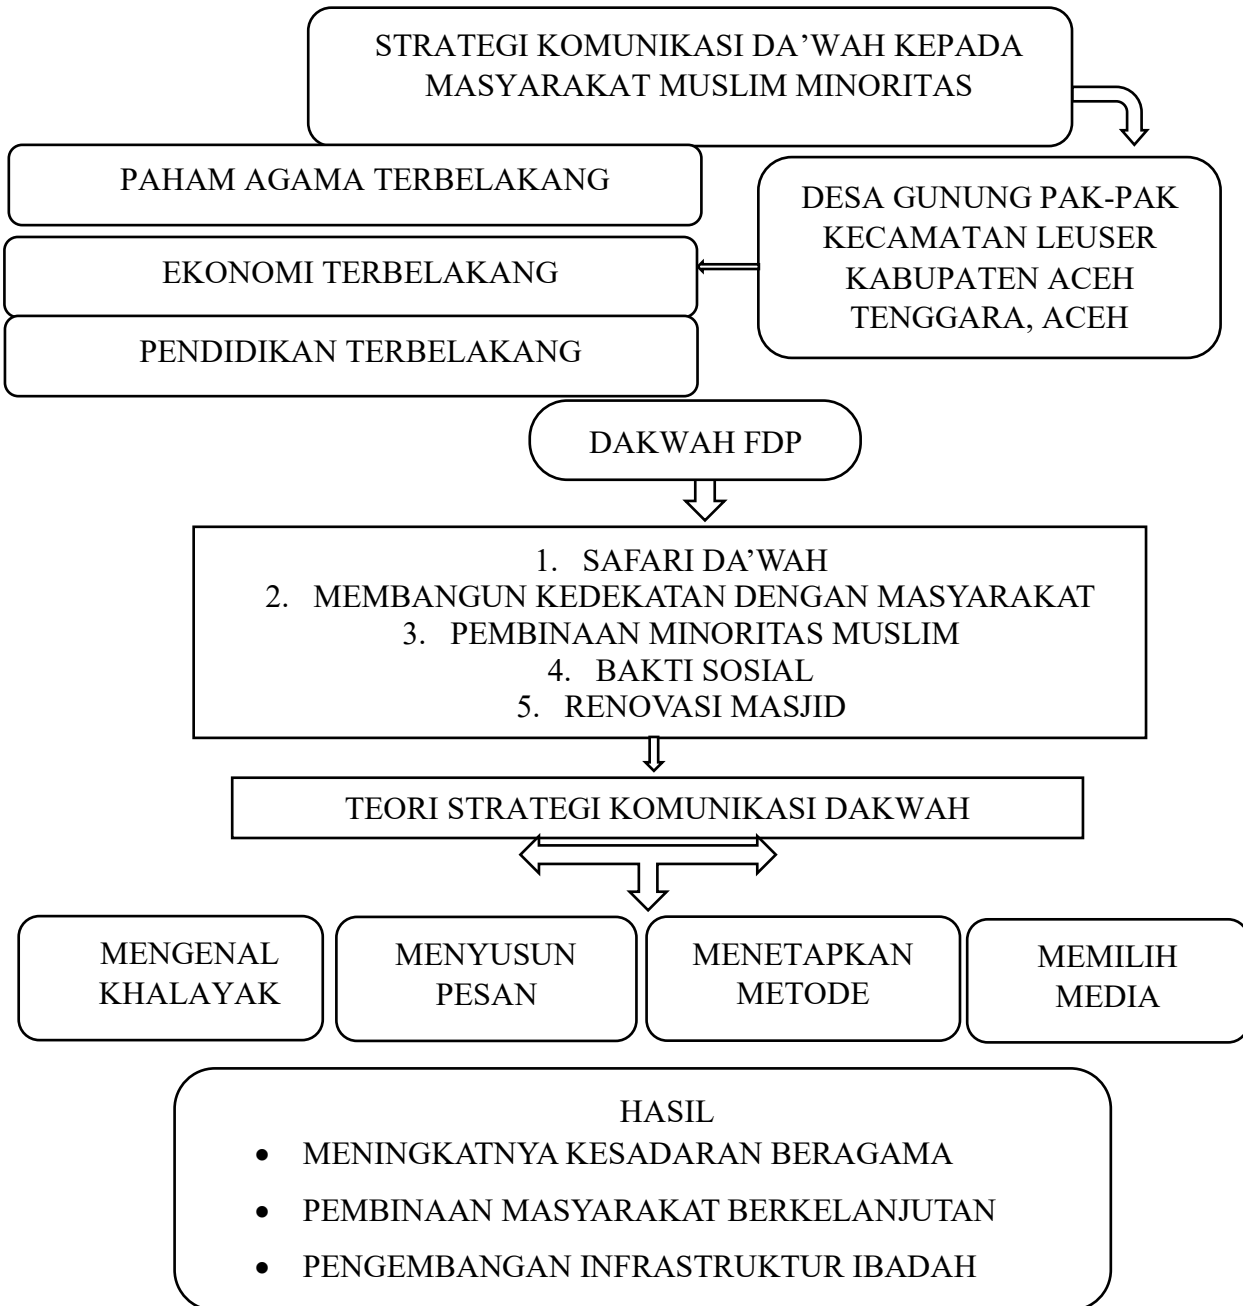 STRATEGI KOMUNIKASI DA’WAH KEPADA
MASYARAKAT MUSLIM MINORITAS
PAHAM AGAMA TERBELAKANG
EKONOMI TERBELAKANG
PENDIDIKAN TERBELAKANG
DESA GUNUNG PAK-PAK
KECAMATAN LEUSER
KABUPATEN ACEH
TENGGARA, ACEH
DAKWAH FDP
1. SAFARI DA’WAH
2. MEMBANGUN KEDEKATAN DENGAN MASYARAKAT
3. PEMBINAAN MINORITAS MUSLIM
4. BAKTI SOSIAL
5. RENOVASI MASJID
TEORI STRATEGI KOMUNIKASI DAKWAH
MENGENAL
KHALAYAK
MENYUSUN
PESAN
MENETAPKAN
METODE
MEMILIH
MEDIA
HASIL
• MENINGKATNYA KESADARAN BERAGAMA
• PEMBINAAN MASYARAKAT BERKELANJUTAN
• PENGEMBANGAN INFRASTRUKTUR IBADAH